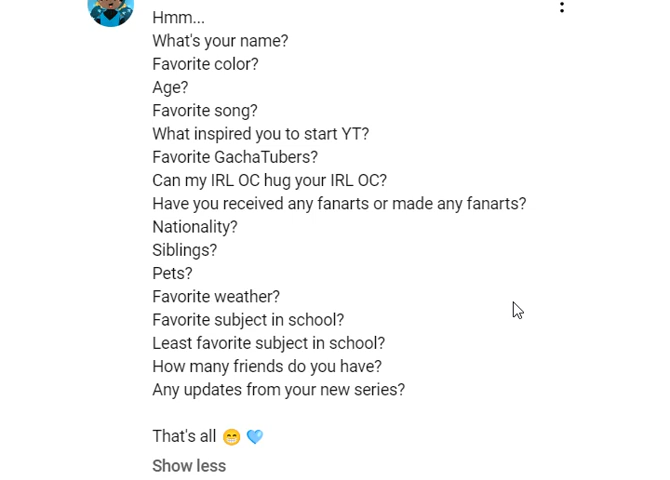 Hmm...
What's your name?
Favorite color?
Age?
Favorite song?
What inspired you to start YT?
Favorite GachaTubers?
Can my IRL OC hug your IRL OC?
Have you received any fanarts or made any fanarts?
Nationality?
Siblings?
Pets?
Favorite weather?
Favorite subject in school?
Least favorite subject in school?
How many friends do you have?
Any updates from your new series?
That's all 😁 🩵
Show less